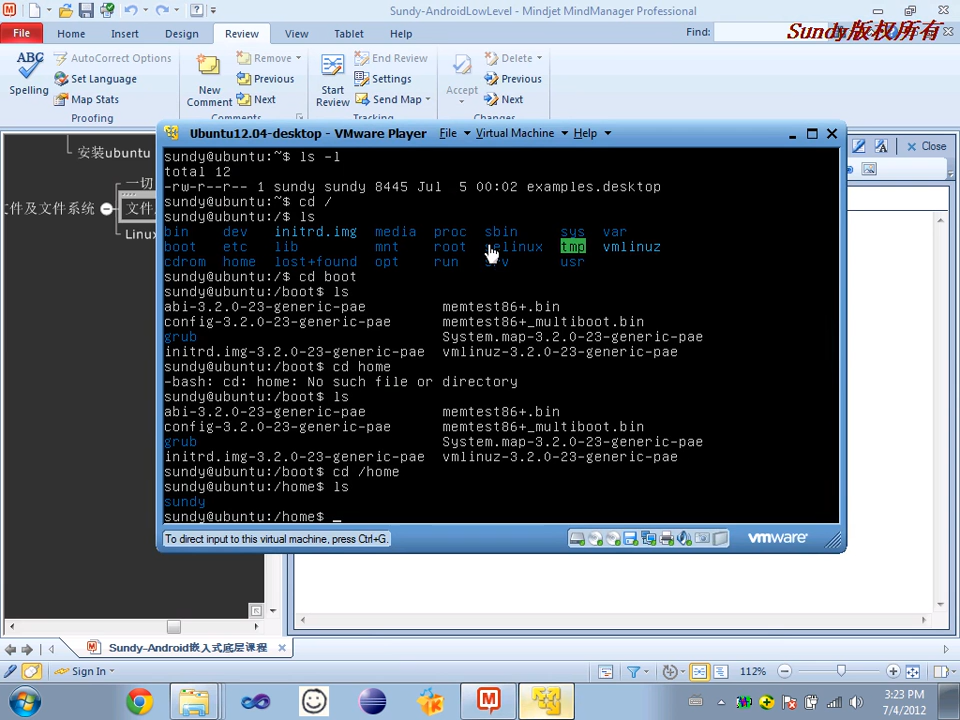 Sundy-AndroidLowLevel - Mindjet MindManager Professional
File Home Insert Design Review View Tablet Help
Find:
Sundy版权所有
ABC
Spelling
AutoCorrect Options
Set Language
Map Stats
Proofing
New Comment
Remove
Previous
Next
Comments
Start Review
End Review
Settings
Send Map
Tracking
Accept
Delete
Previous
Next
Changes
Close
安装ubuntu
一切
件及文件系统
文件
Linux
Ubuntu12.04-desktop - VMware Player File Virtual Machine Help
sundy@ubuntu:~$ ls -l
total 12
-rw-r--r-- 1 sundy sundy 8445 Jul  5 00:02 examples.desktop
sundy@ubuntu:~$ cd /
sundy@ubuntu:/$ ls
bin dev initrd.img media proc sbin sys var
boot etc lib mnt root selinux tmp vmlinuz
cdrom home lost+found opt run srv usr
sundy@ubuntu:/$ cd boot
sundy@ubuntu:/boot$ ls
abi-3.2.0-23-generic-pae memtest86+.bin
config-3.2.0-23-generic-pae memtest86+_multiboot.bin
grub System.map-3.2.0-23-generic-pae
initrd.img-3.2.0-23-generic-pae vmlinuz-3.2.0-23-generic-pae
sundy@ubuntu:/boot$ cd home
-bash: cd: home: No such file or directory
sundy@ubuntu:/boot$ ls
abi-3.2.0-23-generic-pae memtest86+.bin
config-3.2.0-23-generic-pae memtest86+_multiboot.bin
grub System.map-3.2.0-23-generic-pae
initrd.img-3.2.0-23-generic-pae vmlinuz-3.2.0-23-generic-pae
sundy@ubuntu:/boot$ cd /home
sundy@ubuntu:/home$ ls
sundy
sundy@ubuntu:/home$ _
To direct input to this virtual machine, press Ctrl+G.
vmware
Sundy-Android嵌入式底层课程
Sign In
112%
3:23 PM
7/4/2012